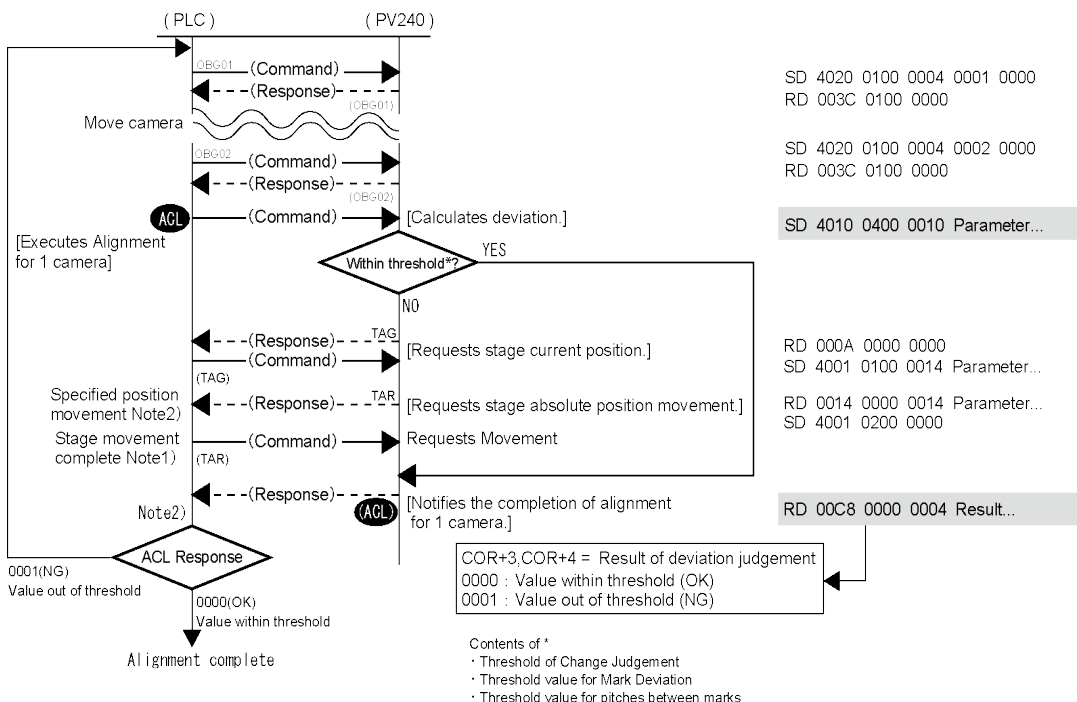 (PLC) (PV240)
OBG01
(Command)
(Response)
(OBG01)
SD 4020 0100 0004 0001 0000
RD 003C 0100 0000
Move camera
OBG02
(Command)
(Response)
(OBG02)
SD 4020 0100 0004 0002 0000
RD 003C 0100 0000
ACL
(Command)
[Calculates deviation.]
SD 4010 0400 0010 Parameter...
[Executes Alignment
for 1 camera]
Within threshold*?
YES
NO
(Response)
TAG
(Command)
(TAG)
[Requests stage current position.]
RD 000A 0000 0000
SD 4001 0100 0014 Parameter...
Specified position
movement Note2)
(Response)
TAR
[Requests stage absolute position movement.]
RD 0014 0000 0014 Parameter...
SD 4001 0200 0000
Stage movement
complete Note1)
(Command)
(TAR)
Requests Movement
(Response)
(ACL)
[Notifies the completion of alignment
for 1 camera.]
RD 00C8 0000 0004 Result...
Note2)
ACL Response
0001(NG)
Value out of threshold
0000(OK)
Value within threshold
Alignment complete
COR+3,COR+4 = Result of deviation judgement
0000 : Value within threshold (OK)
0001 : Value out of threshold (NG)
Contents of *
・Threshold of Change Judgement
・Threshold value for Mark Deviation
・Threshold value for pitches between marks